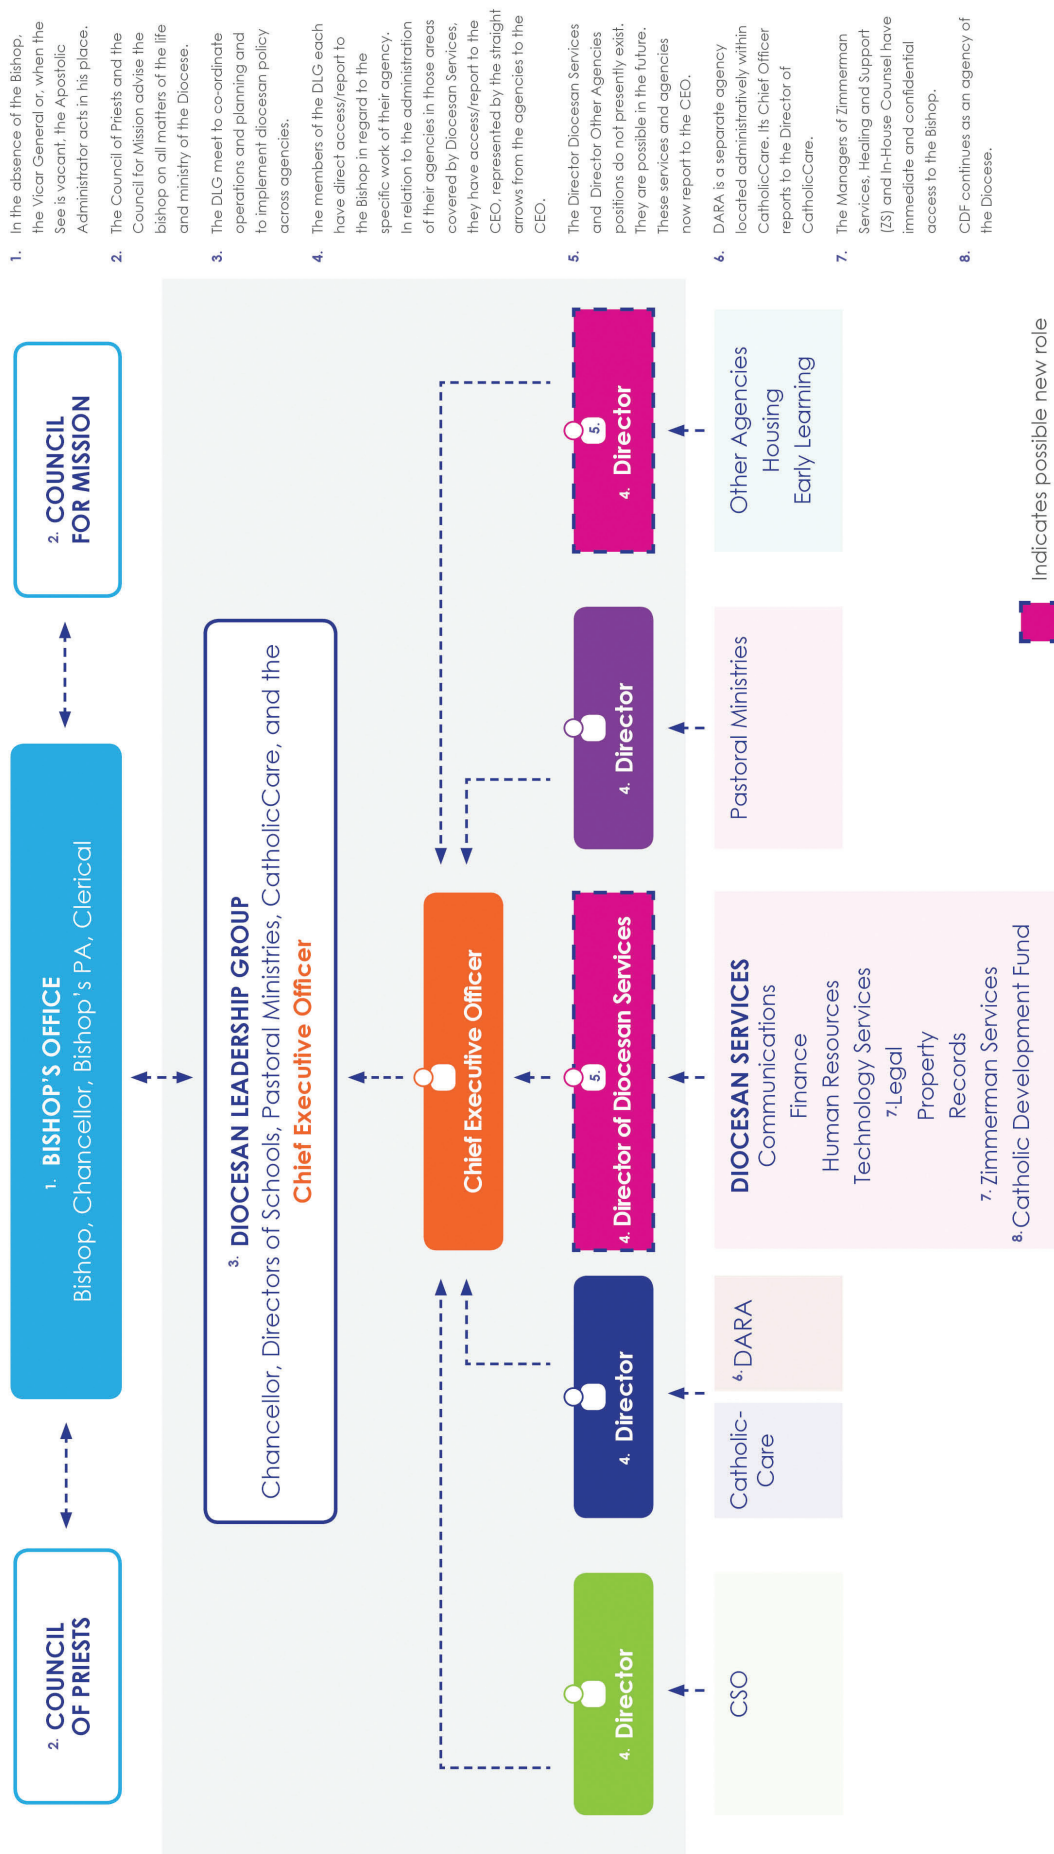 2. COUNCIL
OF PRIESTS
1. BISHOP'S OFFICE
Bishop, Chancellor, Bishop's PA, Clerical
2. COUNCIL
FOR MISSION
3. DIOCESAN LEADERSHIP GROUP
Chancellor, Directors of Schools, Pastoral Ministries, CatholicCare, and the
Chief Executive Officer
Chief Executive Officer
4. Director
4. Director
5.
4. Director of Diocesan Services
4. Director
5.
4. Director
CSO
Catholic-
Care
6. DARA
DIOCESAN SERVICES
Communications
Finance
Human Resources
Technology Services
7. Legal
Property
Records
7. Zimmerman Services
8. Catholic Development Fund
Pastoral Ministries
Other Agencies
Housing
Early Learning
Indicates possible new role
1. In the absence of the Bishop,
the Vicar General or, when the
See is vacant, the Apostolic
Administrator acts in his place.
2. The Council of Priests and the
Council for Mission advise the
bishop on all matters of the life
and ministry of the Diocese.
3. The DLG meet to co-ordinate
operations and planning and
to implement diocesan policy
across agencies.
4. The members of the DLG each
have direct access/report to
the Bishop in regard to the
specific work of their agency.
In relation to the administration
of their agencies in those areas
covered by Diocesan Services,
they have access/report to the
CEO, represented by the straight
arrows from the agencies to the
CEO.
5. The Director Diocesan Services
and Director Other Agencies
positions do not presently exist.
They are possible in the future.
These services and agencies
now report to the CEO.
6. DARA is a separate agency
located administratively within
CatholicCare. Its Chief Officer
reports to the Director of
CatholicCare.
7. The Managers of Zimmerman
Services, Healing and Support
(ZS) and In-House Counsel have
immediate and confidential
access to the Bishop.
8. CDF continues as an agency of
the Diocese.